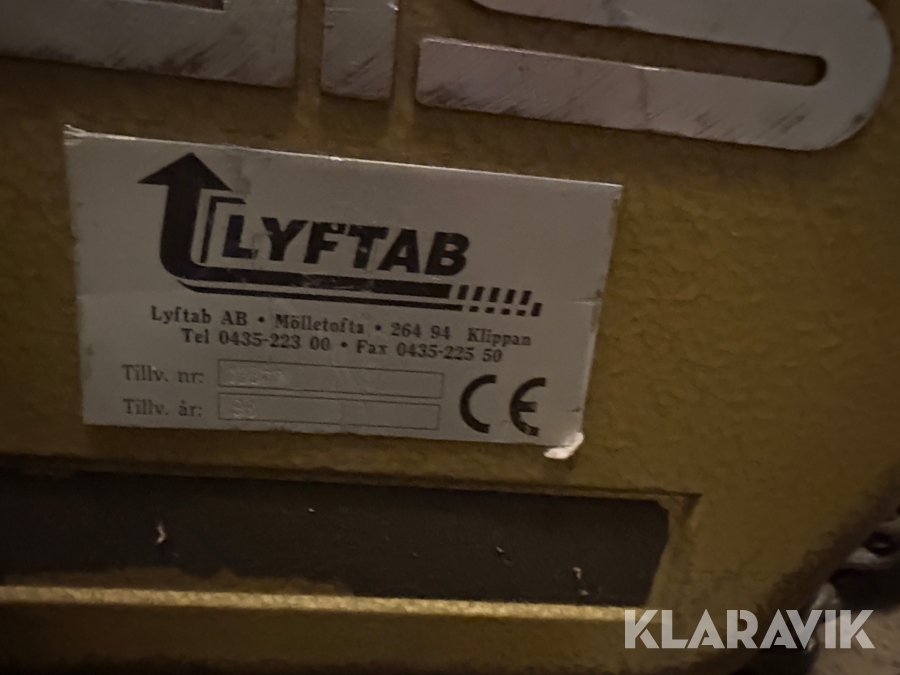 LYFTAB
Lyftab AB • Mölletofta • 264 94 Klippan
Tel 0435-223 00 • Fax 0435-225 50
Tillv. nr:
Tillv. år:
CE
KLARAVIK